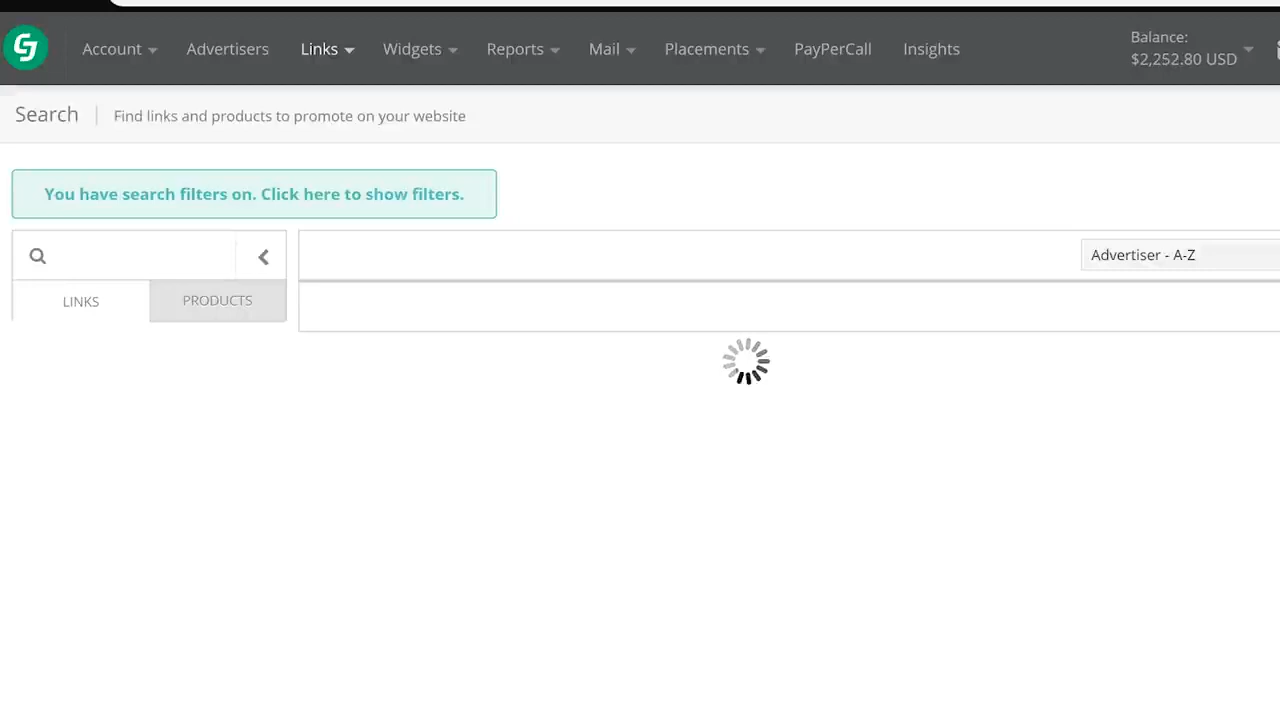 Account Advertisers Links Widgets Reports Mail Placements PayPerCall Insights
Balance:
$2,252.80 USD
Search
Find links and products to promote on your website
You have search filters on. Click here to show filters.
Advertiser - A-Z
LINKS PRODUCTS